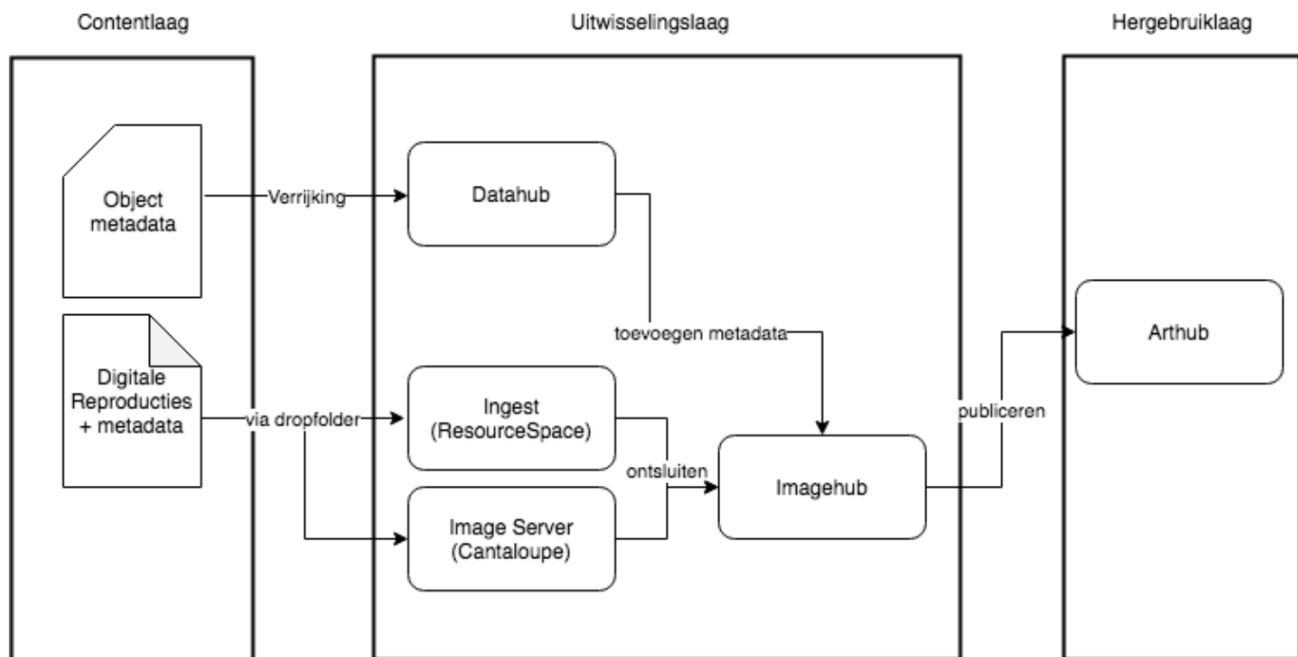 Contentlaag
Uitwisselingslaag
Hergebruiklaag
Object
metadata
Verrijking
Datahub
toevoegen metadata
Digitale
Reproducties
+ metadata
via dropfolder
Ingest
(ResourceSpace)
Image Server
(Cantaloupe)
ontsluiten
Imagehub
publiceren
Arthub